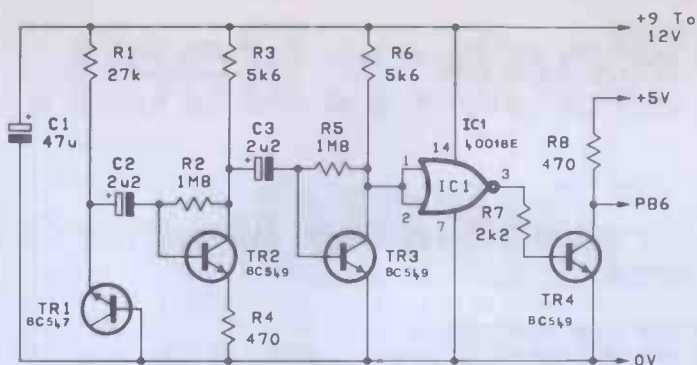 +9 To
12V
R1
27k
R3
5k6
R6
5k6
+5V
C1
+
47u
C2
2u2
+
R2
1M8
C3
2u2
+
R5
1M8
IC1
4001BE
14
1
2
IC1
3
7
R7
2k2
R8
470
PB6
TR1
BC547
TR2
BC549
TR3
BC549
TR4
BC549
R4
470
0V